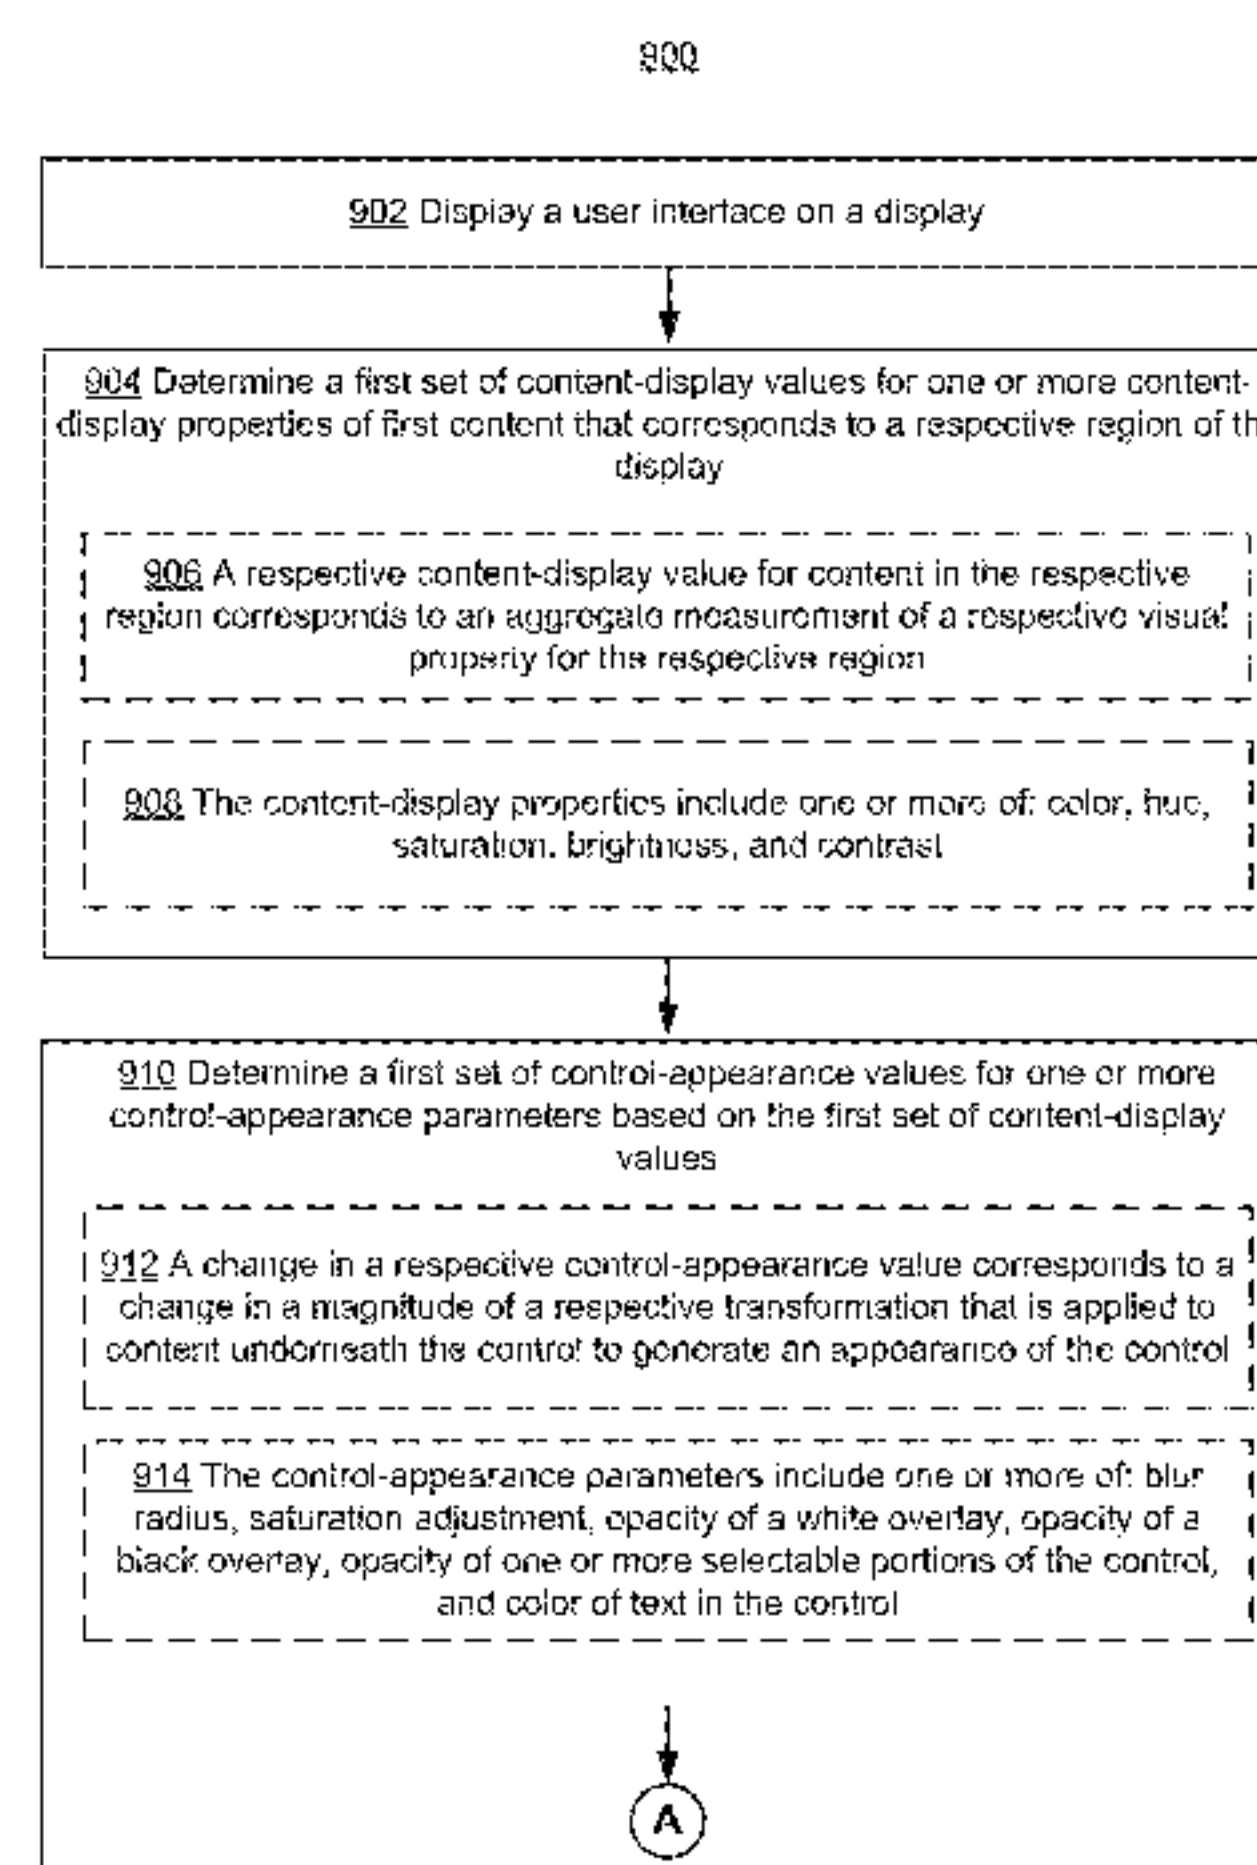 900
902 Display a user interface on a display
904 Determine a first set of content-display values for one or more content-
display properties of first content that corresponds to a respective region of th
display
906 A respective content-display value for content in the respective
region corresponds to an aggregate measurement of a respective visual
property for the respective region
908 The content-display properties include one or more of: color, hue,
saturation, brightness, and contrast
910 Determine a first set of control-appearance values for one or more
control-appearance parameters based on the first set of content-display
values
912 A change in a respective control-appearance value corresponds to a
change in a magnitude of a respective transformation that is applied to
content underneath the control to generate an appearance of the control
914 The control-appearance parameters include one or more of: blur
radius, saturation adjustment, opacity of a white overlay, opacity of a
black overlay, opacity of one or more selectable portions of the control,
and color of text in the control
A